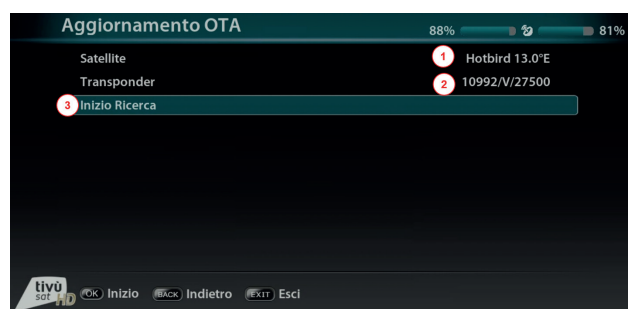 Aggiornamento OTA 88% 81%
Satellite 1 Hotbird 13.0°E
Transponder 2 10992/V/27500
3 Inizio Ricerca
tivù
sat HD OK Inizio BACK Indietro EXIT Esci